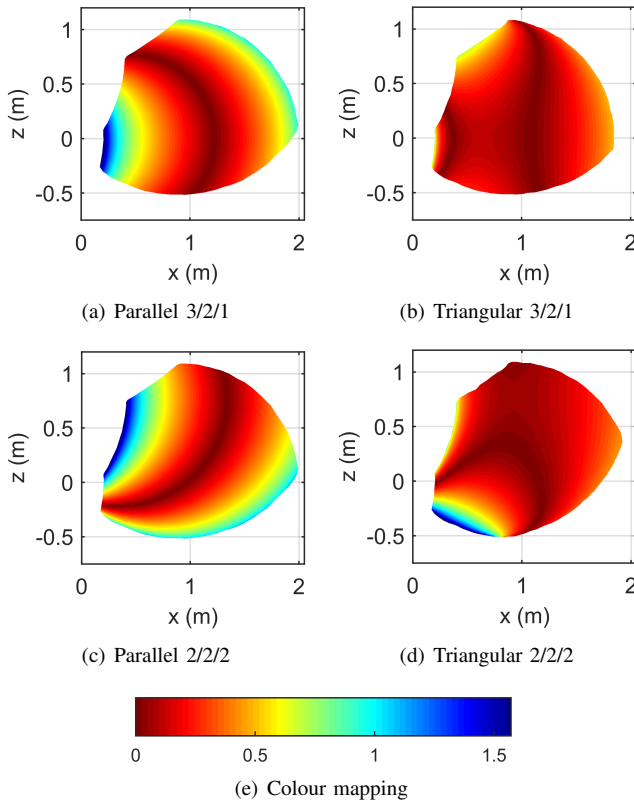 1
0.5
0
-0.5
z (m)
0 1 2
x (m)
(a) Parallel 3/2/1
1
0.5
0
-0.5
z (m)
0 1 2
x (m)
(b) Triangular 3/2/1
1
0.5
0
-0.5
z (m)
0 1 2
x (m)
(c) Parallel 2/2/2
1
0.5
0
-0.5
z (m)
0 1 2
x (m)
(d) Triangular 2/2/2
0 0.5 1 1.5
(e) Colour mapping